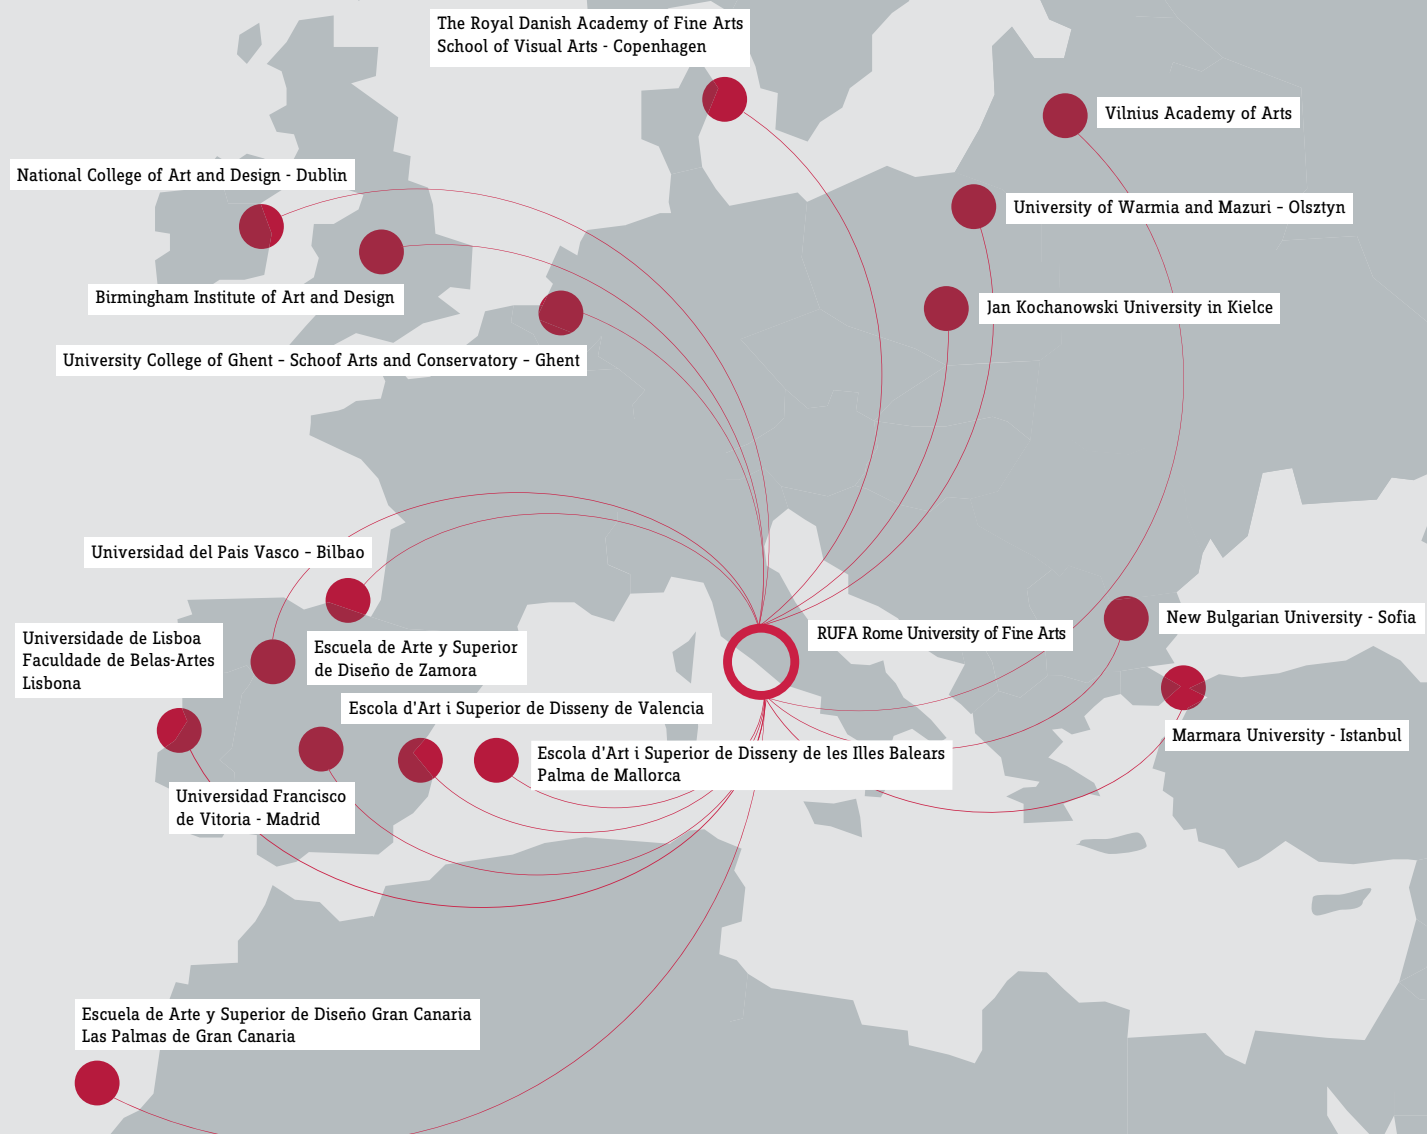 The Royal Danish Academy of Fine Arts
School of Visual Arts - Copenhagen
Vilnius Academy of Arts
National College of Art and Design - Dublin
University of Warmia and Mazuri – Olsztyn
Birmingham Institute of Art and Design
Jan Kochanowski University in Kielce
University College of Ghent – Schoof Arts and Conservatory – Ghent
Universidad del Pais Vasco – Bilbao
New Bulgarian University - Sofia
Universidade de Lisboa
Faculdade de Belas-Artes
Lisbona
RUFA Rome University of Fine Arts
Escuela de Arte y Superior
de Diseño de Zamora
Escola d'Art i Superior de Disseny de Valencia
Marmara University - Istanbul
Escola d'Art i Superior de Disseny de les Illes Balears
Palma de Mallorca
Universidad Francisco
de Vitoria - Madrid
Escuela de Arte y Superior de Diseño Gran Canaria
Las Palmas de Gran Canaria